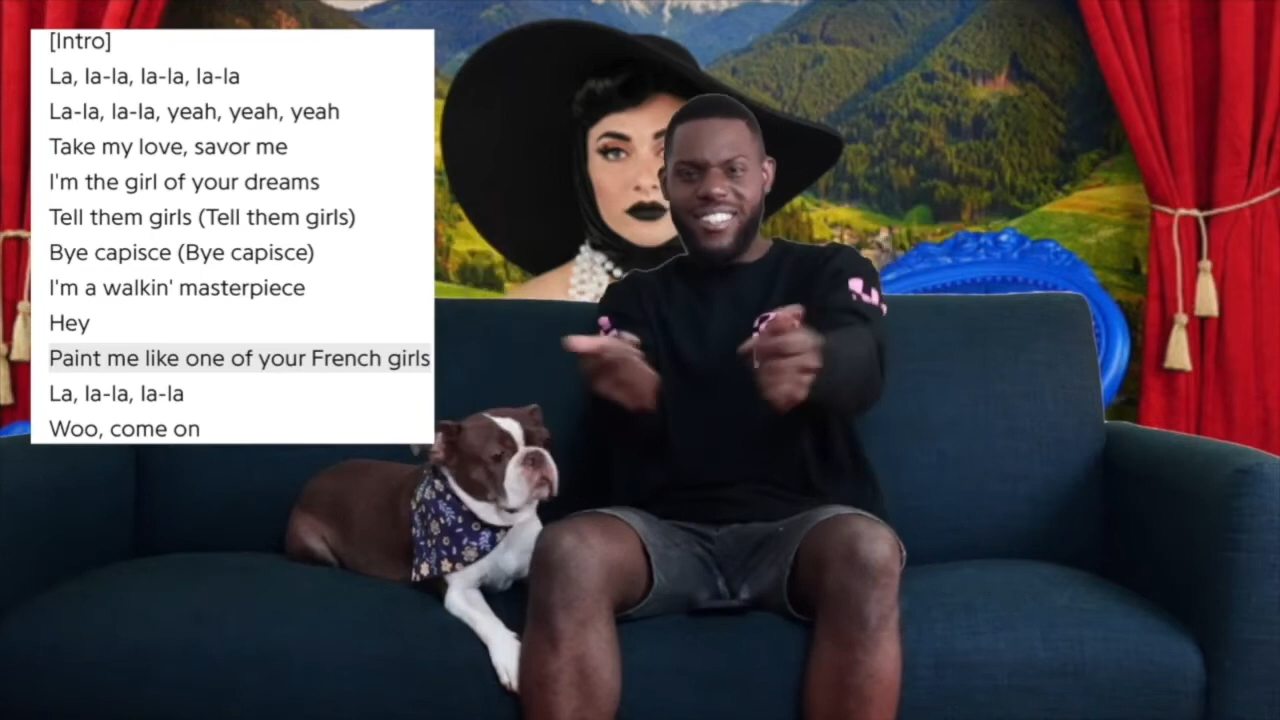 [Intro]
La, la-la, la-la, la-la
La-la, la-la, yeah, yeah, yeah
Take my love, savor me
I'm the girl of your dreams
Tell them girls (Tell them girls)
Bye capisce (Bye capisce)
I'm a walkin' masterpiece
Hey
Paint me like one of your French girls
La, la-la, la-la
Woo, come on